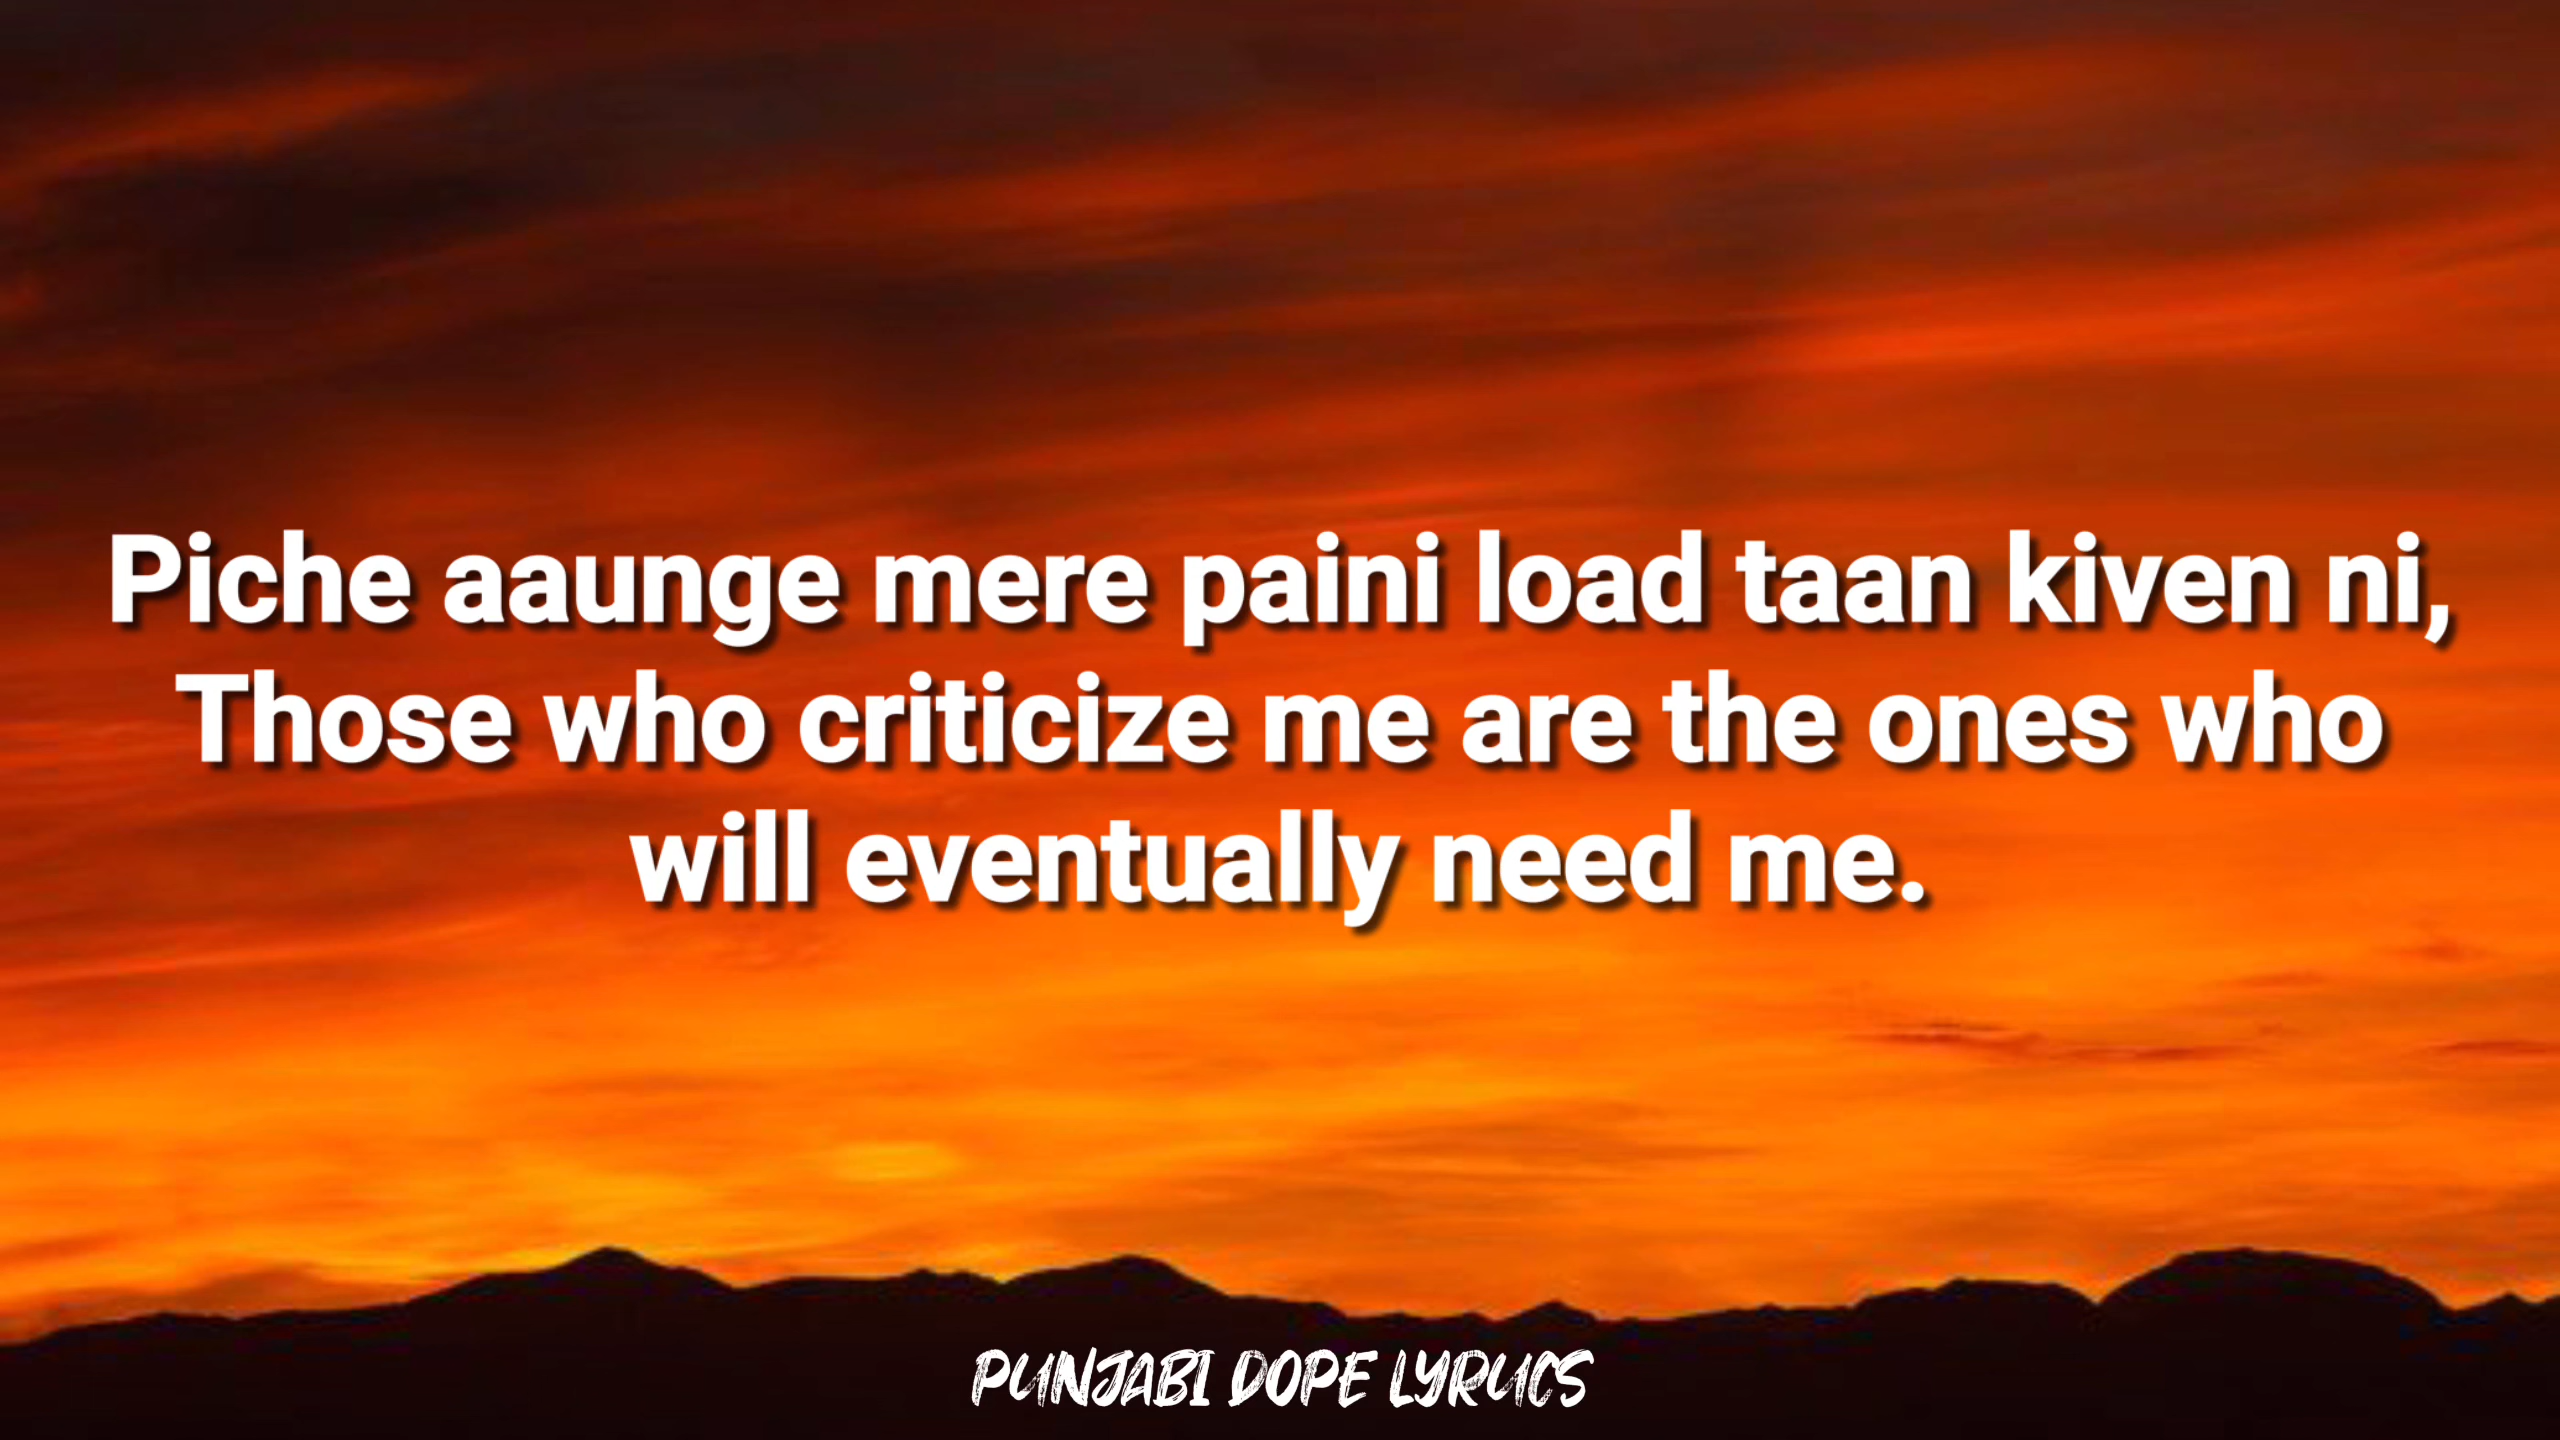 Piche aaunge mere paini load taan kiven ni,
Those who criticize me are the ones who
will eventually need me.
PUNJABI DOPE LYRICS